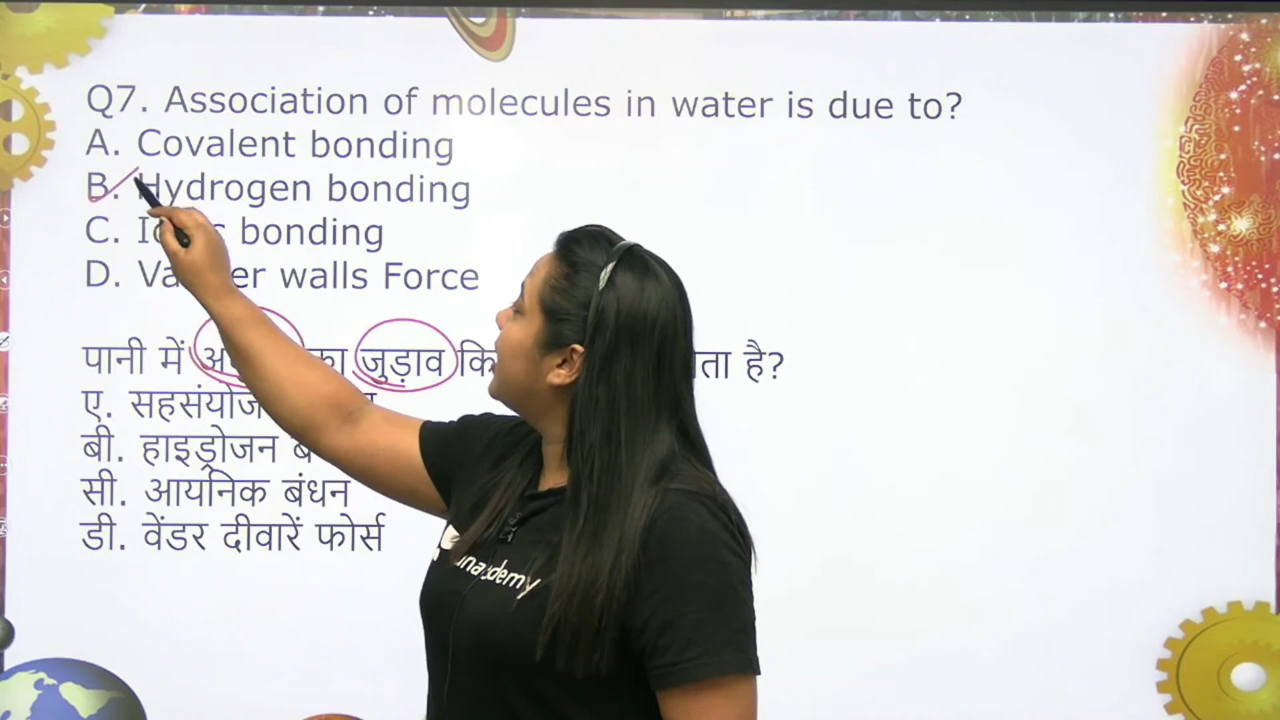 Q7. Association of molecules in water is due to?
A. Covalent bonding
B. Hydrogen bonding
C. bonding
D. walls Force
पानी में का जुड़ाव है?
ए.
बी. हाइड्रोजन
सी. आयनिक बंधन
डी. वेंडर दीवारें फोर्स
unacademy